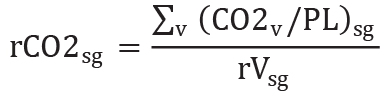 rCO2sg = ∑v (CO2v/PL)sg / rVsg